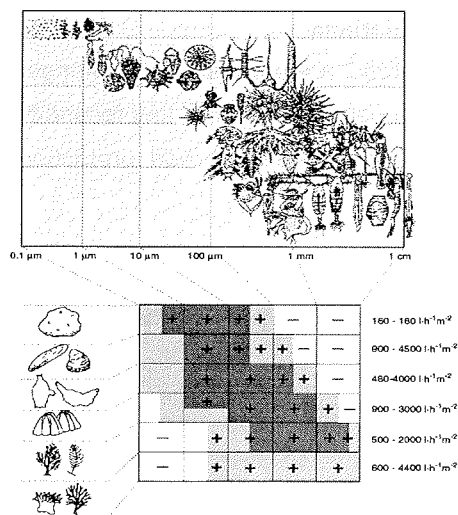 0.1 µm 1 µm 10 µm 100 µm 1 mm 1 cm
+ + + + — — 160 - 160 l·h⁻¹m⁻²
+ + + + — — 900 - 4500 l·h⁻¹m⁻²
+ + + + — 480-4000 l·h⁻¹m⁻²
+ + + + — 900 - 3000 l·h⁻¹m⁻²
— + + + + + 500 - 2000 l·h⁻¹m⁻²
— + + + + 600 - 4400 l·h⁻¹m⁻²